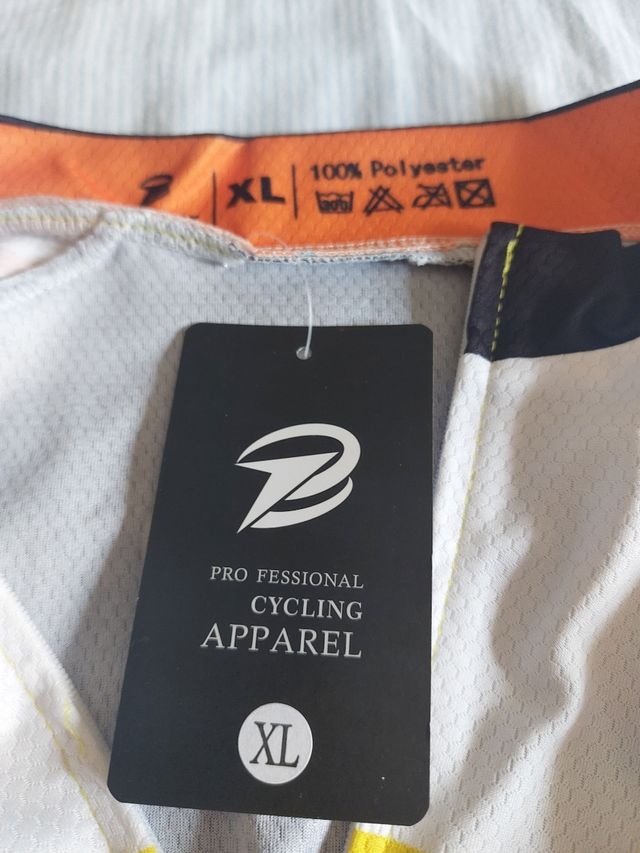 XL
100% Polyester
PRO FESSIONAL
CYCLING
APPAREL
XL